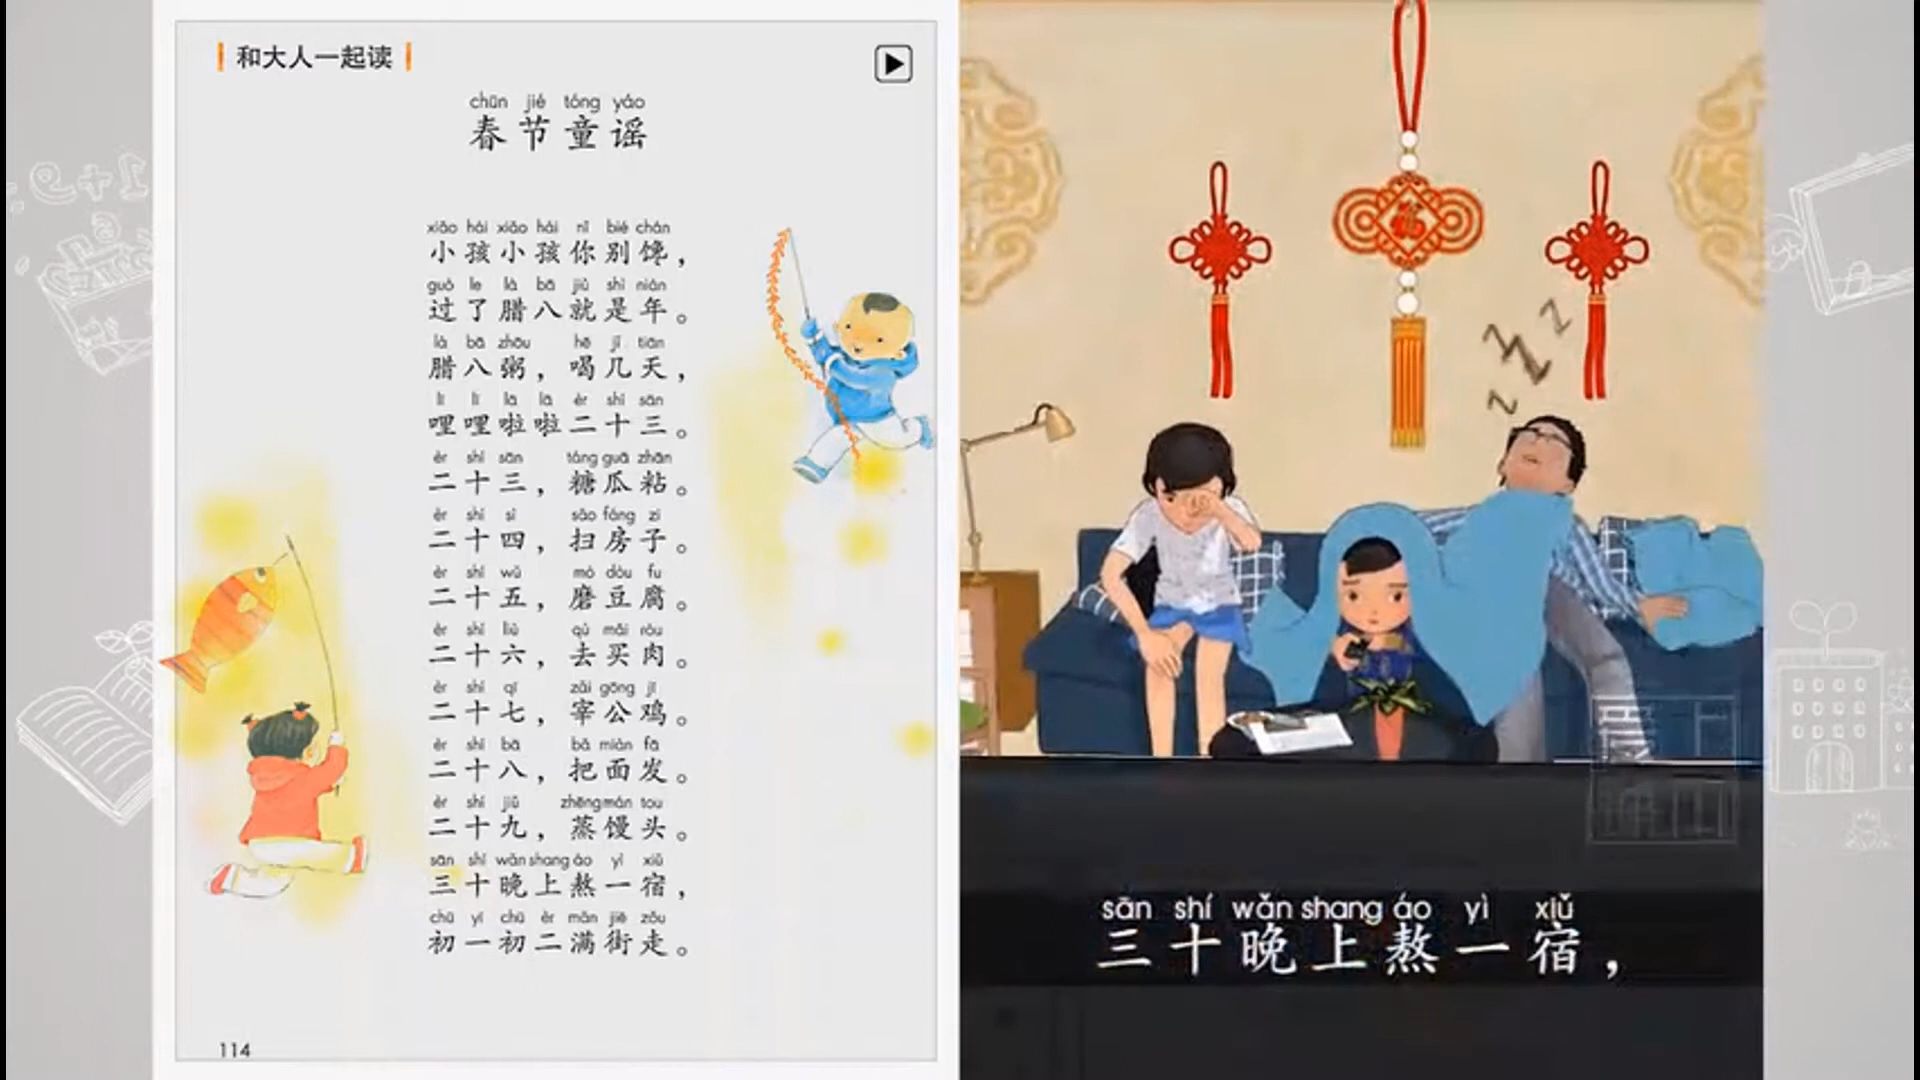 和大人一起读
chūn jié tóng yáo
春节童谣
xiǎo hái xiǎo hái nǐ bié chán
小孩小孩你别馋，
guò le là bā jiù shì nián
过了腊八就是年。
là bā zhōu hē jǐ tiān
腊八粥，喝几天，
lī lī lā lā èr shí sān
哩哩啦啦二十三。
èr shí sān táng guā zhān
二十三，糖瓜粘。
èr shí sì sǎo fáng zi
二十四，扫房子。
èr shí wǔ mó dòu fu
二十五，磨豆腐。
èr shí liù qù mǎi ròu
二十六，去买肉。
èr shí qī zǎi gōng jī
二十七，宰公鸡。
èr shí bā bǎ miàn fā
二十八，把面发。
èr shí jiǔ zhēng mán tou
二十九，蒸馒头。
sān shí wǎn shang áo yì xiǔ
三十晚上熬一宿，
chū yī chū èr mǎn jiē zǒu
初一初二满街走。
114
福
z z z z
sān shí wǎn shang áo yì xiǔ
三十晚上熬一宿，